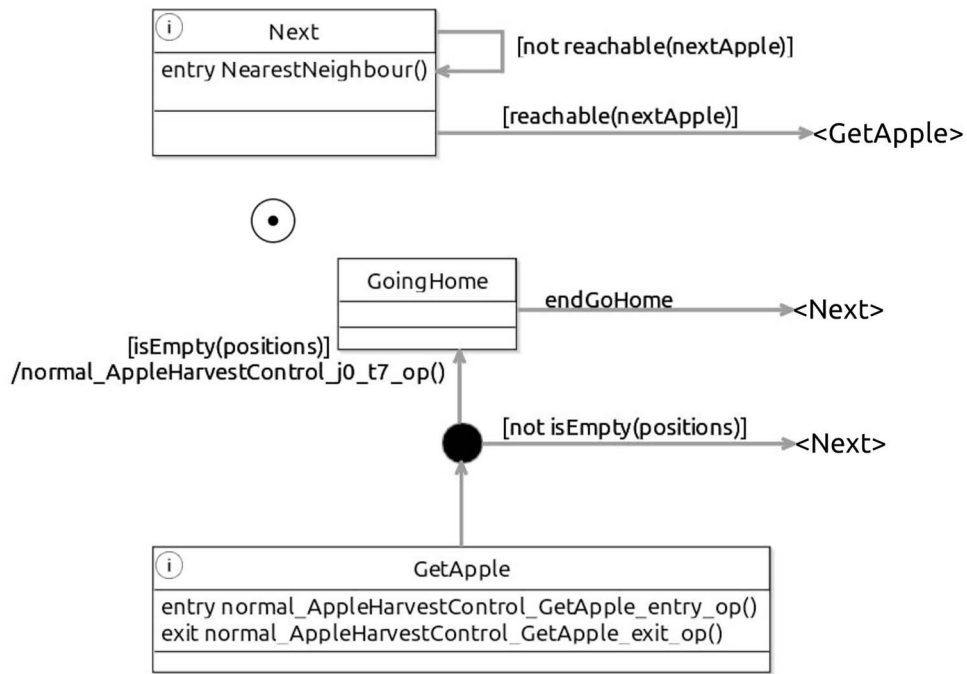 i
Next
entry NearestNeighbour()
[not reachable(nextApple)]
[reachable(nextApple)]
<GetApple>
GoingHome
endGoHome
<Next>
[isEmpty(positions)]
/normal_AppleHarvestControl_j0_t7_op()
[not isEmpty(positions)]
<Next>
i
GetApple
entry normal_AppleHarvestControl_GetApple_entry_op()
exit normal_AppleHarvestControl_GetApple_exit_op()